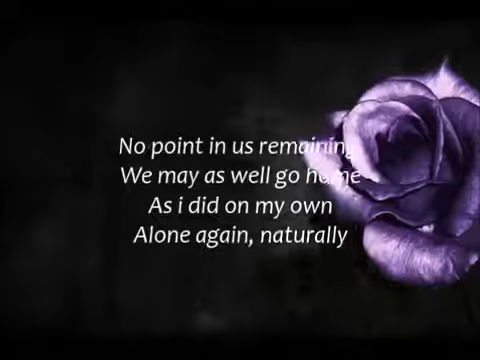 No point in us remaining
We may as well go home
As i did on my own
Alone again, naturally